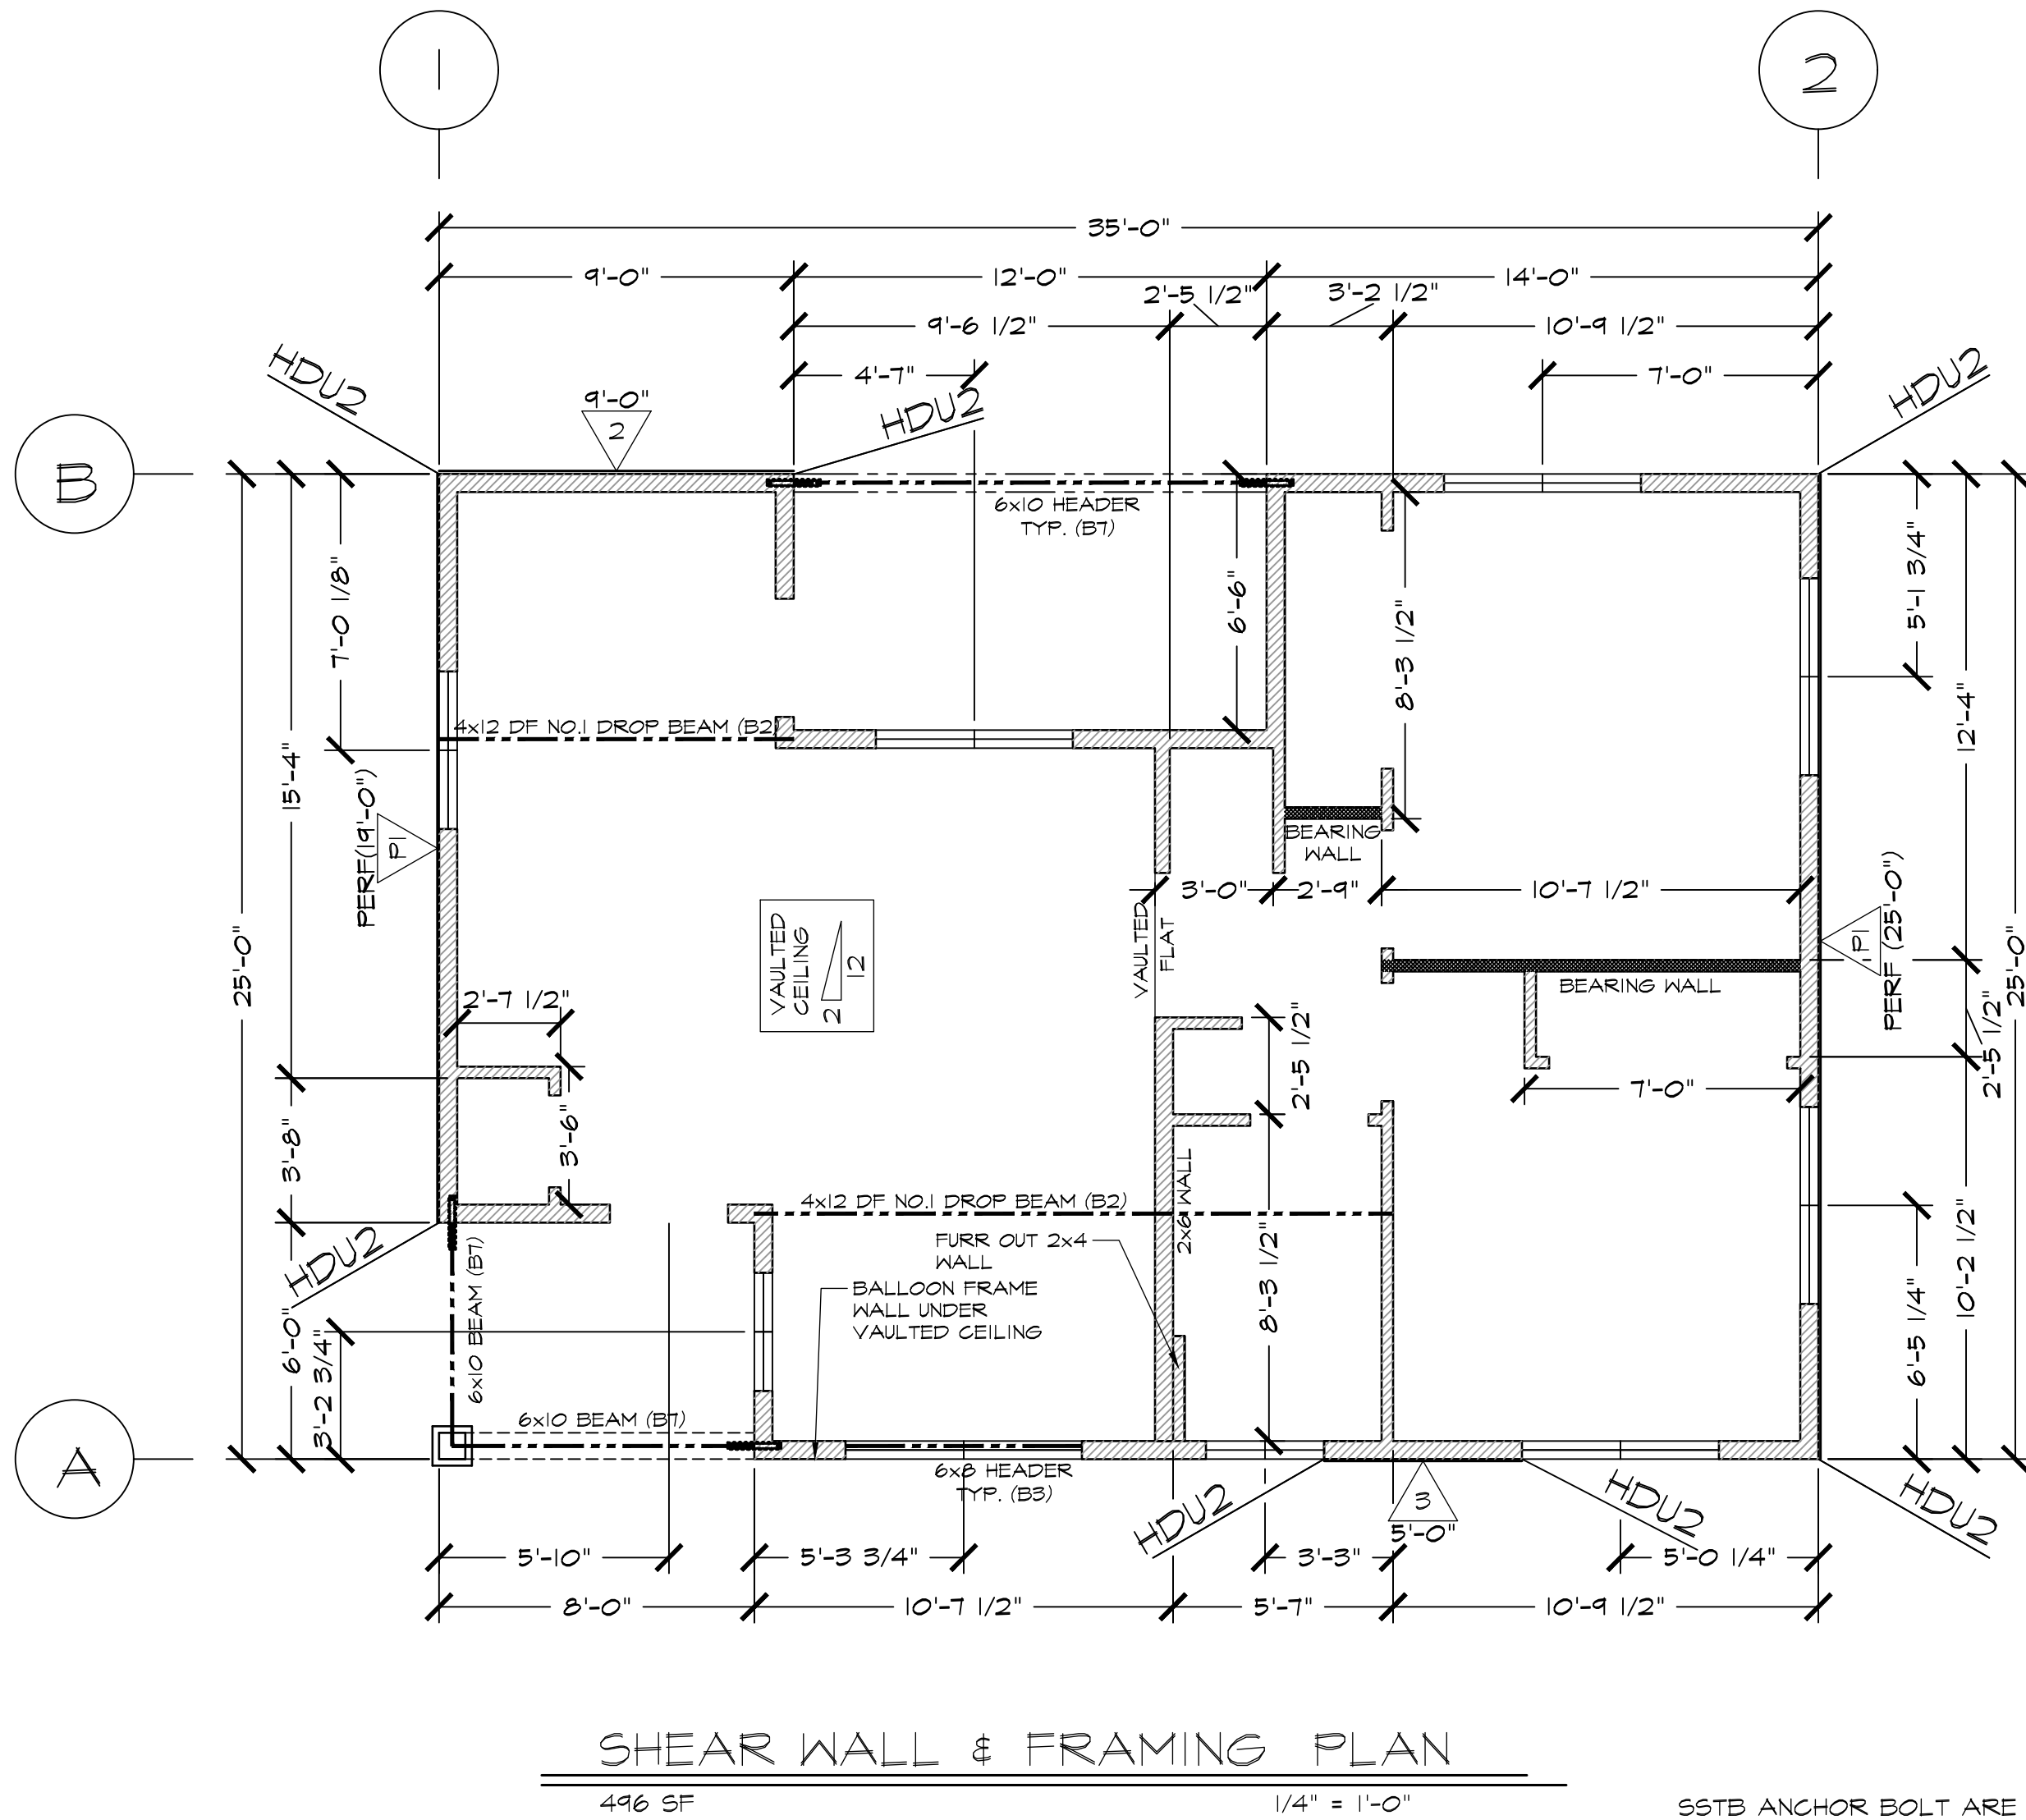 1
2
35'-0"
9'-0"
12'-0"
14'-0"
2'-5 1/2"
3'-2 1/2"
9'-6 1/2"
10'-9 1/2"
4'-7"
7'-0"
HDU2
9'-0"
2
HDU2
HDU2
B
6x10 HEADER
TYP. (B7)
7'-0 1/8"
15'-4"
25'-0"
6'-6"
8'-3 1/2"
5'-1 3/4"
12'-4"
25'-0"
4x12 DF NO.1 DROP BEAM (B2)
PERF(19'-0")
P1
BEARING
WALL
3'-0"
2'-9"
10'-7 1/2"
VAULTED
CEILING
2
12
VAULTED
FLAT
P1
PERF (25'-0")
BEARING WALL
2'-7 1/2"
2'-5 1/2"
2'-5 1/2"
7'-0"
3'-8"
3'-6"
4x12 DF NO.1 DROP BEAM (B2)
2x6 WALL
HDU2
6x10 BEAM (B7)
FURR OUT 2x4
WALL
BALLOON FRAME
WALL UNDER
VAULTED CEILING
8'-3 1/2"
6'-0"
3'-2 3/4"
6'-5 1/4"
10'-2 1/2"
6x10 BEAM (B7)
A
6x8 HEADER
TYP. (B3)
HDU2
3
5'-0"
HDU2
HDU2
5'-10"
5'-3 3/4"
3'-3"
5'-0 1/4"
8'-0"
10'-7 1/2"
5'-7"
10'-9 1/2"
SHEAR WALL & FRAMING PLAN
496 SF
1/4" = 1'-0"
SSTB ANCHOR BOLT ARE